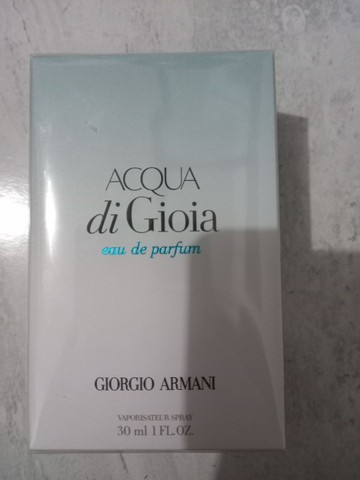 ACQUA
di Gioia
eau de parfum
GIORGIO ARMANI
VAPORISATEUR SPRAY
30 ml 1 FL.OZ.